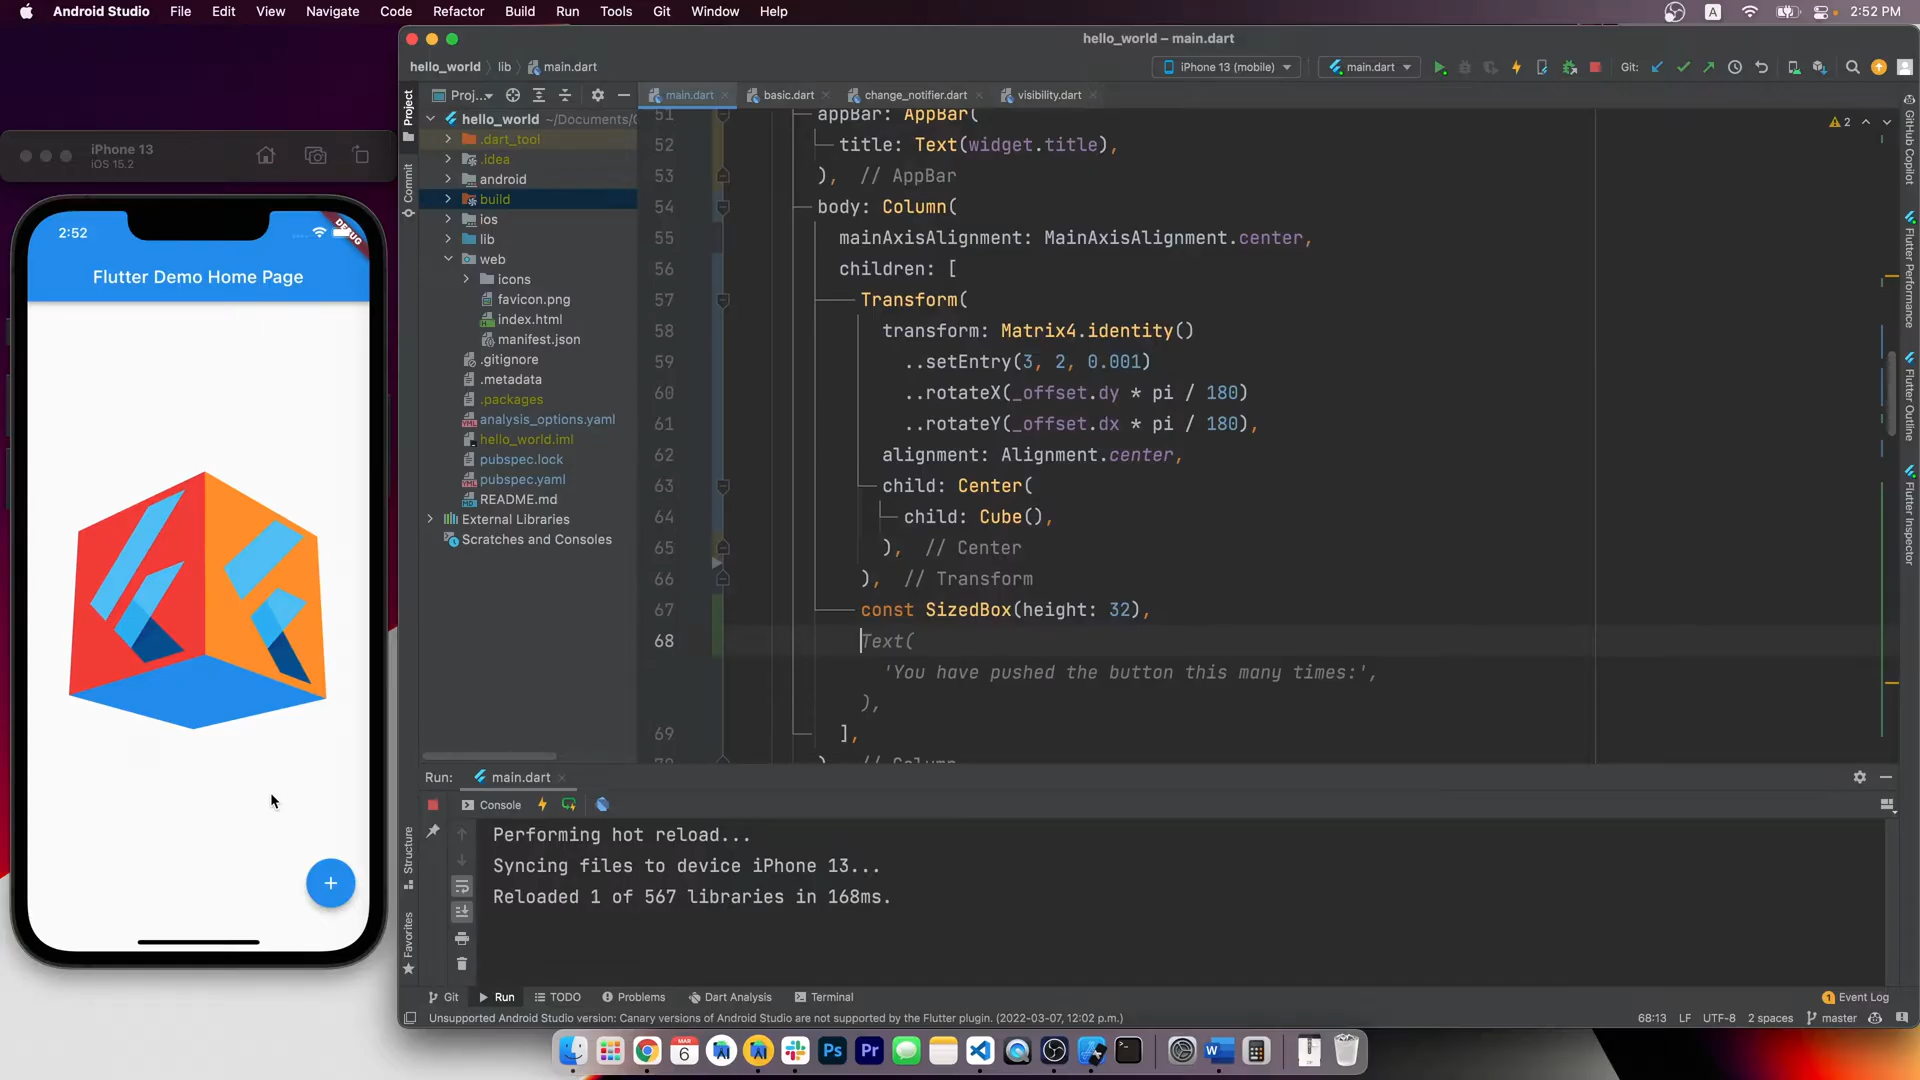 Android Studio File Edit View Navigate Code Refactor Build Run Tools Git Window Help
A
2:52 PM
hello_world – main.dart
hello_world lib main.dart
iPhone 13 (mobile)
main.dart
Git:
Project
Proj...
main.dart
basic.dart
change_notifier.dart
visibility.dart
hello_world ~/Documents/
.dart_tool
.idea
android
build
ios
lib
web
icons
favicon.png
index.html
manifest.json
.gitignore
.metadata
.packages
analysis_options.yaml
hello_world.iml
pubspec.lock
pubspec.yaml
README.md
External Libraries
Scratches and Consoles
Commit
iPhone 13
iOS 15.2
2:52
DEBUG
Flutter Demo Home Page
+
2
51 appBar: AppBar(
52 title: Text(widget.title),
53 ), // AppBar
54 body: Column(
55 mainAxisAlignment: MainAxisAlignment.center,
56 children: [
57 Transform(
58 transform: Matrix4.identity()
59 ..setEntry(3, 2, 0.001)
60 ..rotateX(_offset.dy * pi / 180)
61 ..rotateY(_offset.dx * pi / 180),
62 alignment: Alignment.center,
63 child: Center(
64 child: Cube(),
65 ), // Center
66 ), // Transform
67 const SizedBox(height: 32),
68 Text(
'You have pushed the button this many times:',
),
69 ],
70 ) // Column
GitHub Copilot
Flutter Performance
Flutter Outline
Flutter Inspector
Run: main.dart
Console
Performing hot reload...
Syncing files to device iPhone 13...
Reloaded 1 of 567 libraries in 168ms.
Structure
Favorites
Git Run TODO Problems Dart Analysis Terminal
1 Event Log
Unsupported Android Studio version: Canary versions of Android Studio are not supported by the Flutter plugin. (2022-03-07, 12:02 p.m.)
68:13 LF UTF-8 2 spaces master
MAR
6
Ps
Pr
W